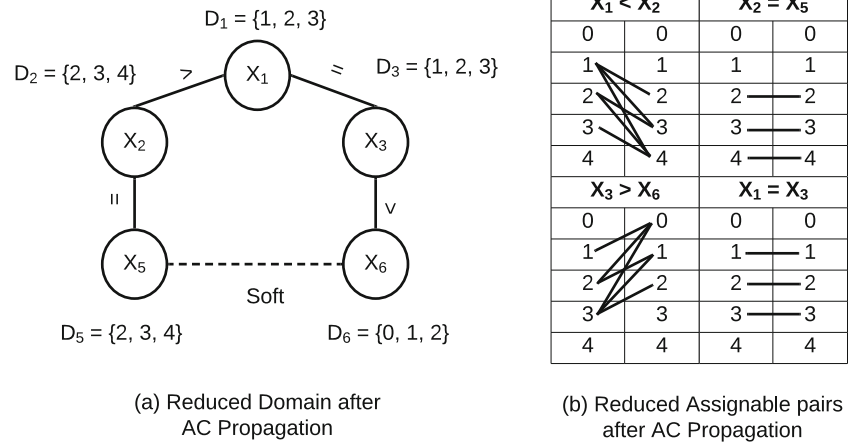 D1 = {1, 2, 3}
D2 = {2, 3, 4}
>
X1
=
D3 = {1, 2, 3}
X2
X3
=
>
X5
X6
Soft
D5 = {2, 3, 4}
D6 = {0, 1, 2}
(a) Reduced Domain after
AC Propagation
X1 < X2 X2 = X5
0 0 0 0
1 1 1 1
2 2 2 2
3 3 3 3
4 4 4 4
X3 > X6 X1 = X3
0 0 0 0
1 1 1 1
2 2 2 2
3 3 3 3
4 4 4 4
(b) Reduced Assignable pairs
after AC Propagation